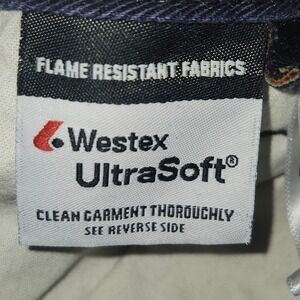 FLAME RESISTANT FABRICS
Westex
UltraSoft®
CLEAN GARMENT THOROUGHLY
SEE REVERSE SIDE